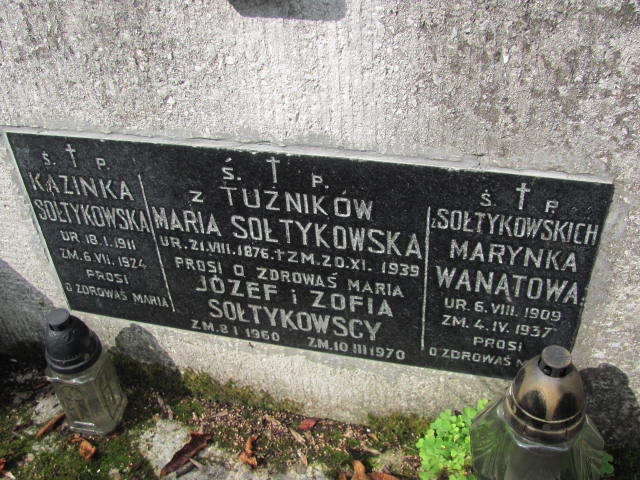 Ś. † P.
KAZINKA
SOŁTYKOWSKA
UR. 18.I.1911
ZM. 6.VII.1924
PROSI
O ZDROWAŚ MARIA
Ś. † P.
Z TUŹNIKÓW
MARIA SOŁTYKOWSKA
UR. 21.VIII.1876. † ZM. 20.XI. 1939
PROSI O ZDROWAŚ MARIA
JÓZEF i ZOFIA
SOŁTYKOWSCY
ZM. 8 I 1960 ZM. 10 III 1970
Ś. † P.
z SOŁTYKOWSKICH
MARYNKA
WANATOWA
UR. 6.VIII.1909
ZM. 4.IV.1937
PROSI
O ZDROWAŚ